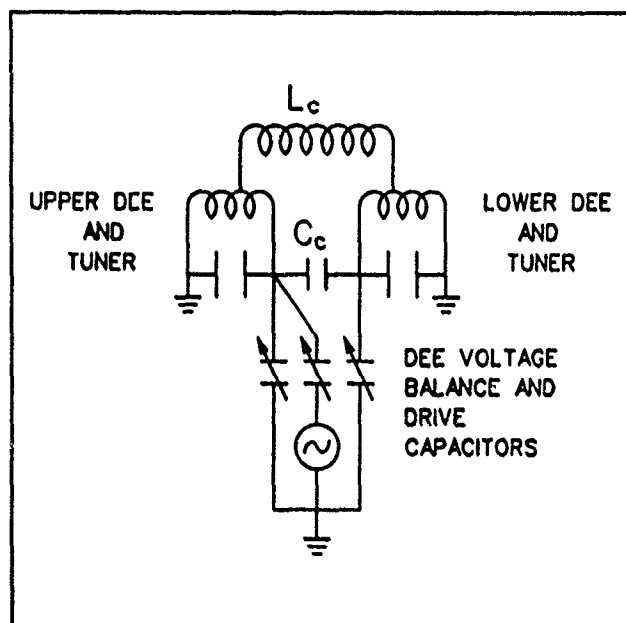 Lc
UPPER DEE
AND
TUNER
Cc
LOWER DEE
AND
TUNER
DEE VOLTAGE
BALANCE AND
DRIVE
CAPACITORS